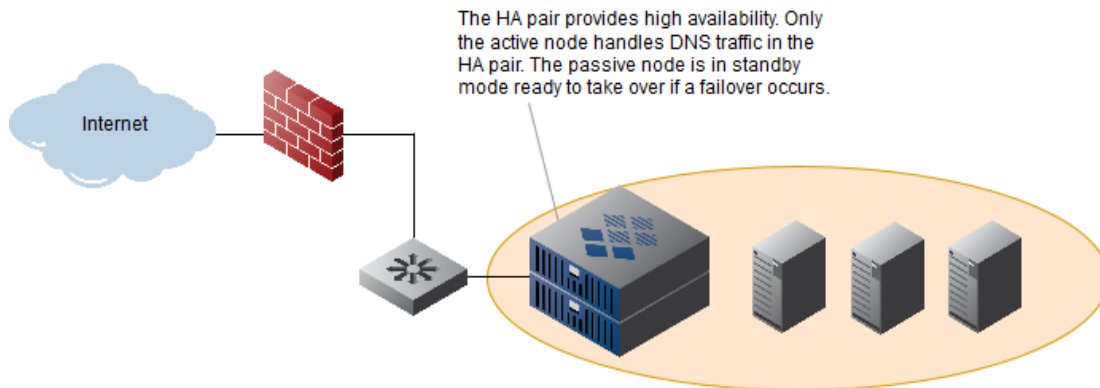 The HA pair provides high availability. Only
the active node handles DNS traffic in the
HA pair. The passive node is in standby
mode ready to take over if a failover occurs.
Internet